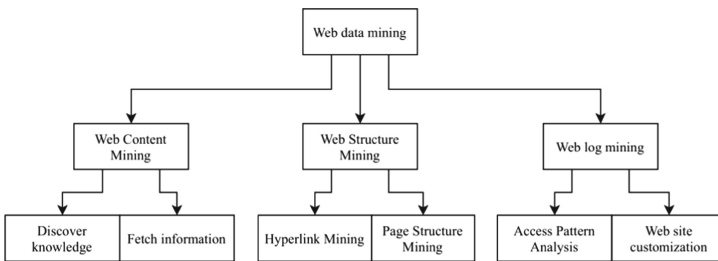 Web data mining
Web Content
Mining
Web Structure
Mining
Web log mining
Discover
knowledge
Fetch information
Hyperlink Mining
Page Structure
Mining
Access Pattern
Analysis
Web site
customization